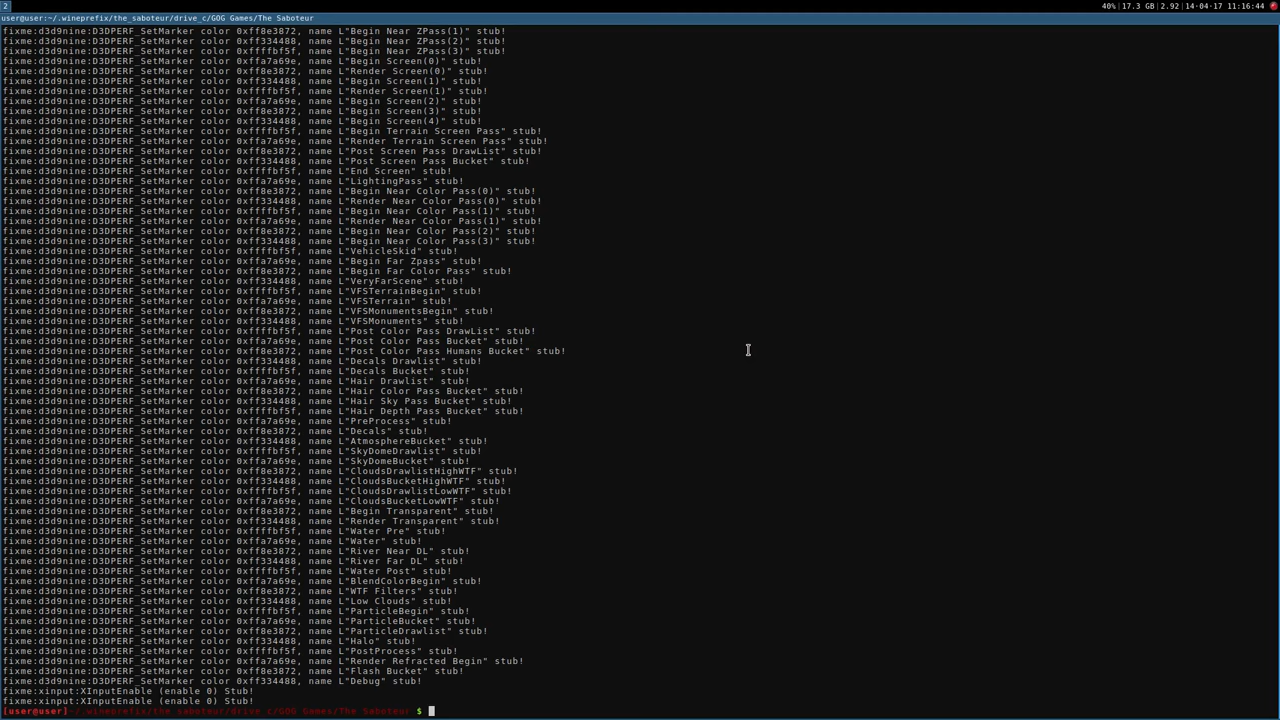 2
40%|17.3 GB|2.92|14-04-17 11:16:44
user@user:~/.wineprefix/the_saboteur/drive_c/GOG Games/The Saboteur
fixme:d3d9nine:D3DPERF_SetMarker color 0xff8e3872, name L"Begin Near ZPass(1)" stub!
fixme:d3d9nine:D3DPERF_SetMarker color 0xff334488, name L"Begin Near ZPass(2)" stub!
fixme:d3d9nine:D3DPERF_SetMarker color 0xffffbf5f, name L"Begin Near ZPass(3)" stub!
fixme:d3d9nine:D3DPERF_SetMarker color 0xffa7a69e, name L"Begin Screen(0)" stub!
fixme:d3d9nine:D3DPERF_SetMarker color 0xff8e3872, name L"Render Screen(0)" stub!
fixme:d3d9nine:D3DPERF_SetMarker color 0xff334488, name L"Begin Screen(1)" stub!
fixme:d3d9nine:D3DPERF_SetMarker color 0xffffbf5f, name L"Render Screen(1)" stub!
fixme:d3d9nine:D3DPERF_SetMarker color 0xffa7a69e, name L"Begin Screen(2)" stub!
fixme:d3d9nine:D3DPERF_SetMarker color 0xff8e3872, name L"Begin Screen(3)" stub!
fixme:d3d9nine:D3DPERF_SetMarker color 0xff334488, name L"Begin Screen(4)" stub!
fixme:d3d9nine:D3DPERF_SetMarker color 0xffffbf5f, name L"Begin Terrain Screen Pass" stub!
fixme:d3d9nine:D3DPERF_SetMarker color 0xffa7a69e, name L"Render Terrain Screen Pass" stub!
fixme:d3d9nine:D3DPERF_SetMarker color 0xff8e3872, name L"Post Screen Pass DrawList" stub!
fixme:d3d9nine:D3DPERF_SetMarker color 0xff334488, name L"Post Screen Pass Bucket" stub!
fixme:d3d9nine:D3DPERF_SetMarker color 0xffffbf5f, name L"End Screen" stub!
fixme:d3d9nine:D3DPERF_SetMarker color 0xffa7a69e, name L"LightingPass" stub!
fixme:d3d9nine:D3DPERF_SetMarker color 0xff8e3872, name L"Begin Near Color Pass(0)" stub!
fixme:d3d9nine:D3DPERF_SetMarker color 0xff334488, name L"Render Near Color Pass(0)" stub!
fixme:d3d9nine:D3DPERF_SetMarker color 0xffffbf5f, name L"Begin Near Color Pass(1)" stub!
fixme:d3d9nine:D3DPERF_SetMarker color 0xffa7a69e, name L"Render Near Color Pass(1)" stub!
fixme:d3d9nine:D3DPERF_SetMarker color 0xff8e3872, name L"Begin Near Color Pass(2)" stub!
fixme:d3d9nine:D3DPERF_SetMarker color 0xff334488, name L"Begin Near Color Pass(3)" stub!
fixme:d3d9nine:D3DPERF_SetMarker color 0xffffbf5f, name L"VehicleSkid" stub!
fixme:d3d9nine:D3DPERF_SetMarker color 0xffa7a69e, name L"Begin Far Zpass" stub!
fixme:d3d9nine:D3DPERF_SetMarker color 0xff8e3872, name L"Begin Far Color Pass" stub!
fixme:d3d9nine:D3DPERF_SetMarker color 0xff334488, name L"VeryFarScene" stub!
fixme:d3d9nine:D3DPERF_SetMarker color 0xffffbf5f, name L"VFSTerrainBegin" stub!
fixme:d3d9nine:D3DPERF_SetMarker color 0xffa7a69e, name L"VFSTerrain" stub!
fixme:d3d9nine:D3DPERF_SetMarker color 0xff8e3872, name L"VFSMonumentsBegin" stub!
fixme:d3d9nine:D3DPERF_SetMarker color 0xff334488, name L"VFSMonuments" stub!
fixme:d3d9nine:D3DPERF_SetMarker color 0xffffbf5f, name L"Post Color Pass DrawList" stub!
fixme:d3d9nine:D3DPERF_SetMarker color 0xffa7a69e, name L"Post Color Pass Bucket" stub!
fixme:d3d9nine:D3DPERF_SetMarker color 0xff8e3872, name L"Post Color Pass Humans Bucket" stub!
fixme:d3d9nine:D3DPERF_SetMarker color 0xff334488, name L"Decals Drawlist" stub!
fixme:d3d9nine:D3DPERF_SetMarker color 0xffffbf5f, name L"Decals Bucket" stub!
fixme:d3d9nine:D3DPERF_SetMarker color 0xffa7a69e, name L"Hair Drawlist" stub!
fixme:d3d9nine:D3DPERF_SetMarker color 0xff8e3872, name L"Hair Color Pass Bucket" stub!
fixme:d3d9nine:D3DPERF_SetMarker color 0xff334488, name L"Hair Sky Pass Bucket" stub!
fixme:d3d9nine:D3DPERF_SetMarker color 0xffffbf5f, name L"Hair Depth Pass Bucket" stub!
fixme:d3d9nine:D3DPERF_SetMarker color 0xffa7a69e, name L"PreProcess" stub!
fixme:d3d9nine:D3DPERF_SetMarker color 0xff8e3872, name L"Decals" stub!
fixme:d3d9nine:D3DPERF_SetMarker color 0xff334488, name L"AtmosphereBucket" stub!
fixme:d3d9nine:D3DPERF_SetMarker color 0xffffbf5f, name L"SkyDomeDrawlist" stub!
fixme:d3d9nine:D3DPERF_SetMarker color 0xffa7a69e, name L"SkyDomeBucket" stub!
fixme:d3d9nine:D3DPERF_SetMarker color 0xff8e3872, name L"CloudsDrawlistHighWTF" stub!
fixme:d3d9nine:D3DPERF_SetMarker color 0xff334488, name L"CloudsBucketHighWTF" stub!
fixme:d3d9nine:D3DPERF_SetMarker color 0xffffbf5f, name L"CloudsDrawlistLowWTF" stub!
fixme:d3d9nine:D3DPERF_SetMarker color 0xffa7a69e, name L"CloudsBucketLowWTF" stub!
fixme:d3d9nine:D3DPERF_SetMarker color 0xff8e3872, name L"Begin Transparent" stub!
fixme:d3d9nine:D3DPERF_SetMarker color 0xff334488, name L"Render Transparent" stub!
fixme:d3d9nine:D3DPERF_SetMarker color 0xffffbf5f, name L"Water Pre" stub!
fixme:d3d9nine:D3DPERF_SetMarker color 0xffa7a69e, name L"Water" stub!
fixme:d3d9nine:D3DPERF_SetMarker color 0xff8e3872, name L"River Near DL" stub!
fixme:d3d9nine:D3DPERF_SetMarker color 0xff334488, name L"River Far DL" stub!
fixme:d3d9nine:D3DPERF_SetMarker color 0xffffbf5f, name L"Water Post" stub!
fixme:d3d9nine:D3DPERF_SetMarker color 0xffa7a69e, name L"BlendColorBegin" stub!
fixme:d3d9nine:D3DPERF_SetMarker color 0xff8e3872, name L"WTF Filters" stub!
fixme:d3d9nine:D3DPERF_SetMarker color 0xff334488, name L"Low Clouds" stub!
fixme:d3d9nine:D3DPERF_SetMarker color 0xffffbf5f, name L"ParticleBegin" stub!
fixme:d3d9nine:D3DPERF_SetMarker color 0xffa7a69e, name L"ParticleBucket" stub!
fixme:d3d9nine:D3DPERF_SetMarker color 0xff8e3872, name L"ParticleDrawlist" stub!
fixme:d3d9nine:D3DPERF_SetMarker color 0xff334488, name L"Halo" stub!
fixme:d3d9nine:D3DPERF_SetMarker color 0xffffbf5f, name L"PostProcess" stub!
fixme:d3d9nine:D3DPERF_SetMarker color 0xffa7a69e, name L"Render Refracted Begin" stub!
fixme:d3d9nine:D3DPERF_SetMarker color 0xff8e3872, name L"Flash Bucket" stub!
fixme:d3d9nine:D3DPERF_SetMarker color 0xff334488, name L"Debug" stub!
fixme:xinput:XInputEnable (enable 0) Stub!
fixme:xinput:XInputEnable (enable 0) Stub!
[user@user] ~/.wineprefix/the_saboteur/drive_c/GOG Games/The Saboteur $